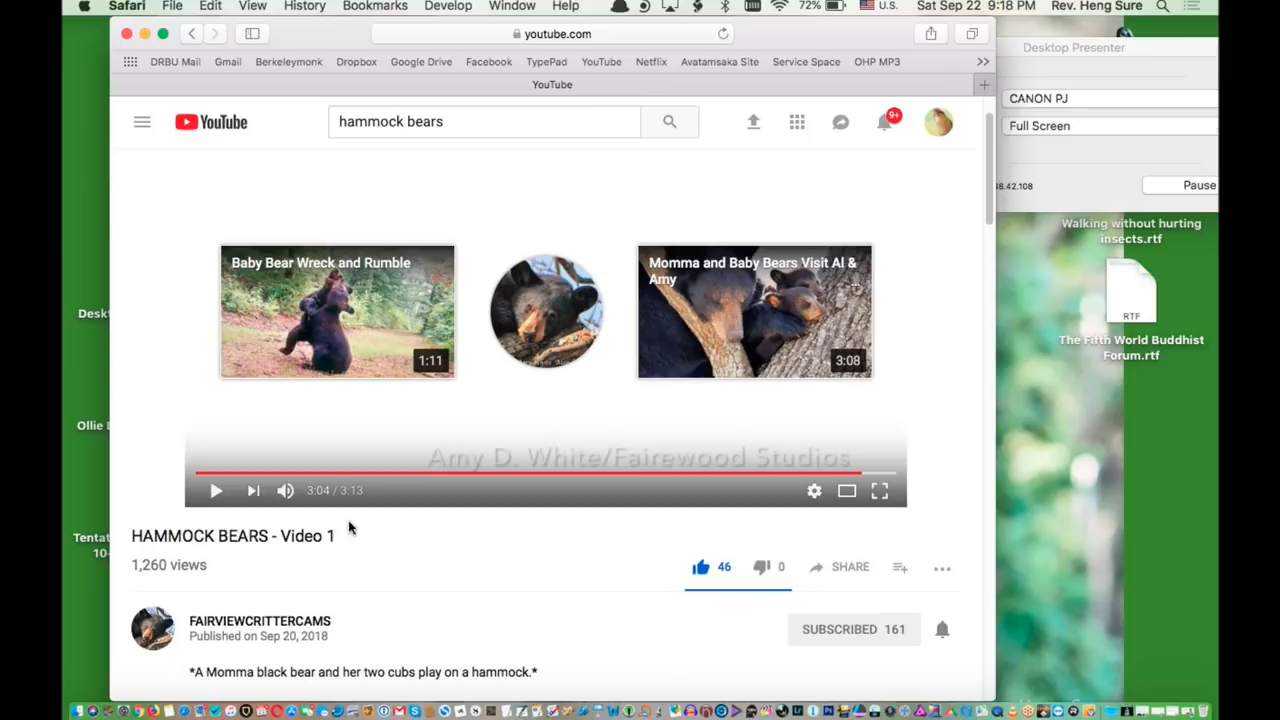 Safari File Edit View History Bookmarks Develop Window Help 72% U.S. Sat Sep 22 9:18 PM Rev. Heng Sure
youtube.com
DRBU Mail Gmail Berkeleymonk Dropbox Google Drive Facebook TypePad YouTube Netflix Avatamsaka Site Service Space OHP MP3 >>
YouTube
YouTube
hammock bears
9+
Baby Bear Wreck and Rumble
1:11
Momma and Baby Bears Visit Al &
Amy
3:08
Amy D. White/Fairewood Studios
3:04 / 3:13
HAMMOCK BEARS - Video 1
1,260 views
46 0 SHARE
FAIRVIEWCRITTERCAMS
Published on Sep 20, 2018
SUBSCRIBED 161
*A Momma black bear and her two cubs play on a hammock.*
Desktop Presenter
CANON PJ
Full Screen
8.42.108
Pause
Walking without hurting
insects.rtf
RTF
The Fifth World Buddhist
Forum.rtf
Deskt
Ollie
Tentat
10-